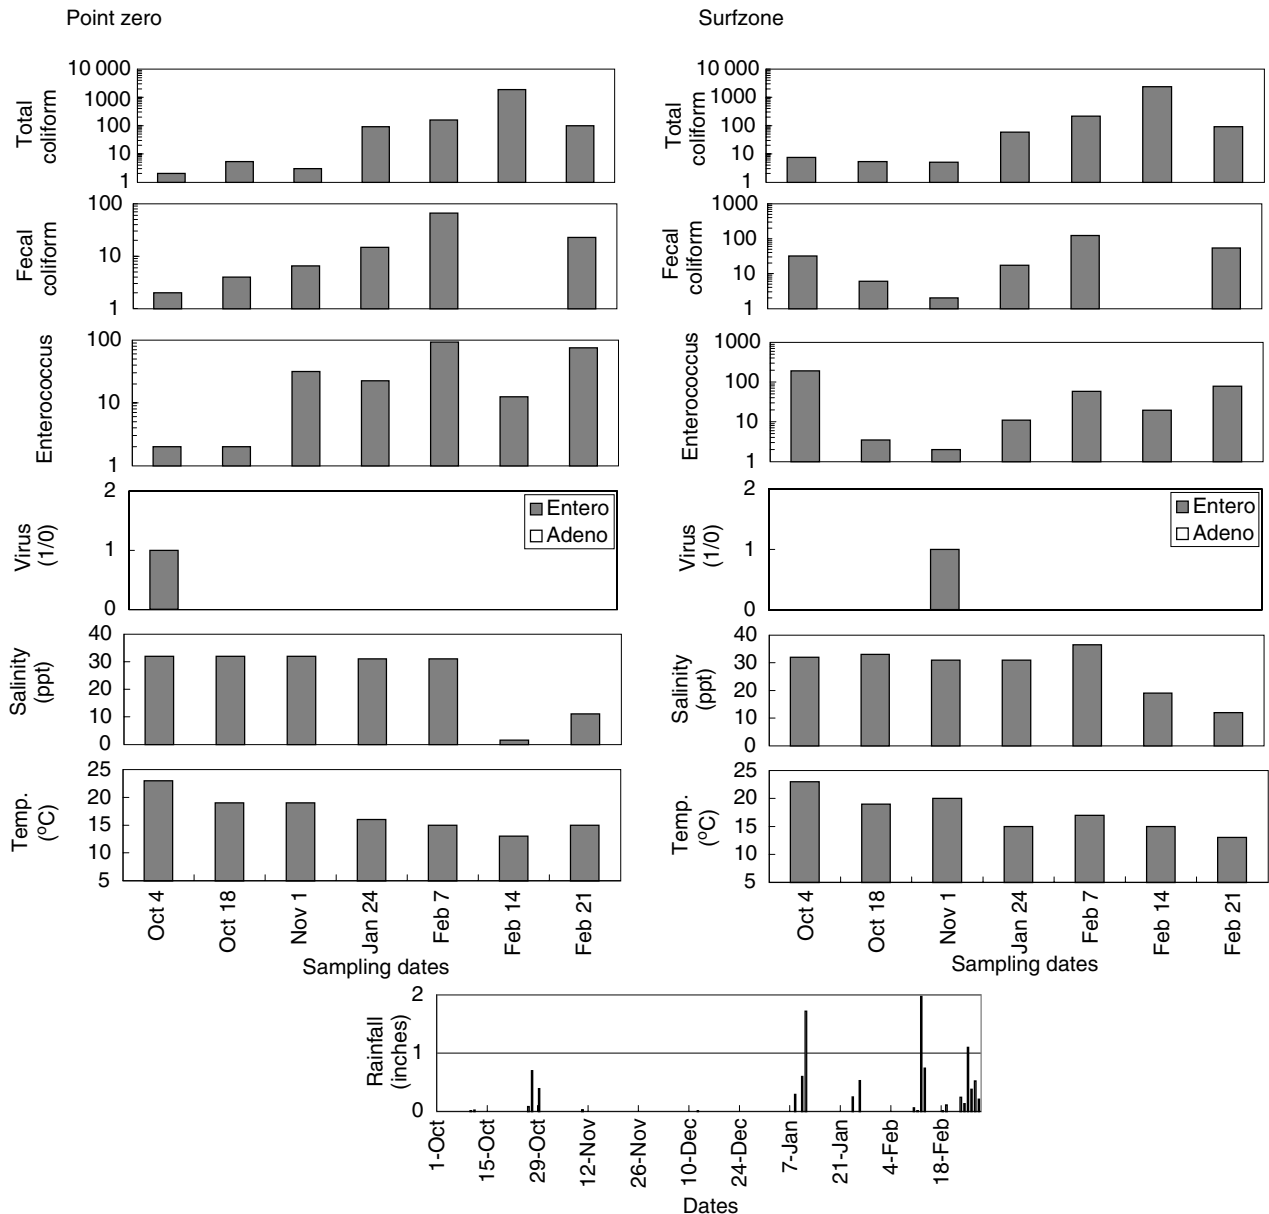 Point zero
Surfzone
Total
coliform
10 000
1000
100
10
1
Total
coliform
10 000
1000
100
10
1
Fecal
coliform
100
10
1
Fecal
coliform
1000
100
10
1
Enterococcus
100
10
1
Enterococcus
1000
100
10
1
Virus
(1/0)
2
1
0
Entero
Adeno
Virus
(1/0)
2
1
0
Entero
Adeno
Salinity
(ppt)
40
30
20
10
0
Salinity
(ppt)
40
30
20
10
0
Temp.
(ºC)
25
20
15
10
5
Temp.
(ºC)
25
20
15
10
5
Oct 4
Oct 18
Nov 1
Jan 24
Feb 7
Feb 14
Feb 21
Sampling dates
Oct 4
Oct 18
Nov 1
Jan 24
Feb 7
Feb 14
Feb 21
Sampling dates
Rainfall
(inches)
2
1
0
1-Oct
15-Oct
29-Oct
12-Nov
26-Nov
10-Dec
24-Dec
7-Jan
21-Jan
4-Feb
18-Feb
Dates